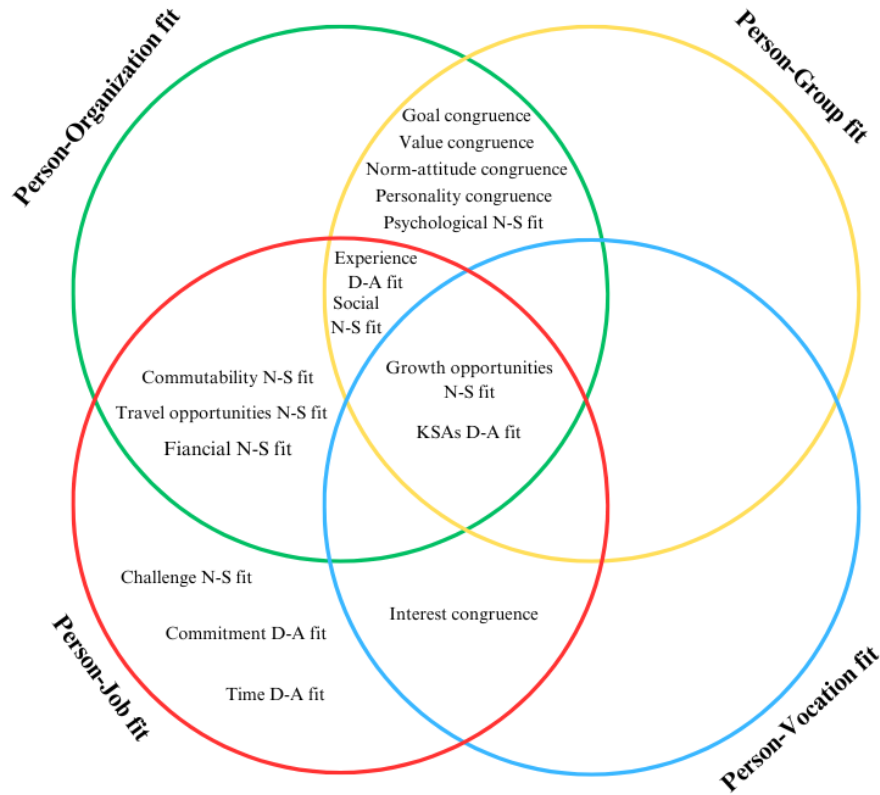 Person-Organization fit
Person-Group fit
Goal congruence
Value congruence
Norm-attitude congruence
Personality congruence
Psychological N-S fit
Experience
D-A fit
Social
N-S fit
Growth opportunities
N-S fit
KSAs D-A fit
Commutability N-S fit
Travel opportunities N-S fit
Fiancial N-S fit
Challenge N-S fit
Commitment D-A fit
Time D-A fit
Interest congruence
Person-Job fit
Person-Vocation fit